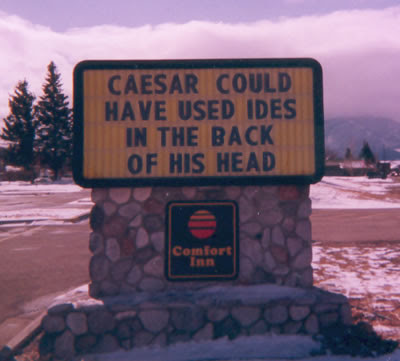 CAESAR COULD
HAVE USED IDES
IN THE BACK
OF HIS HEAD
Comfort
Inn